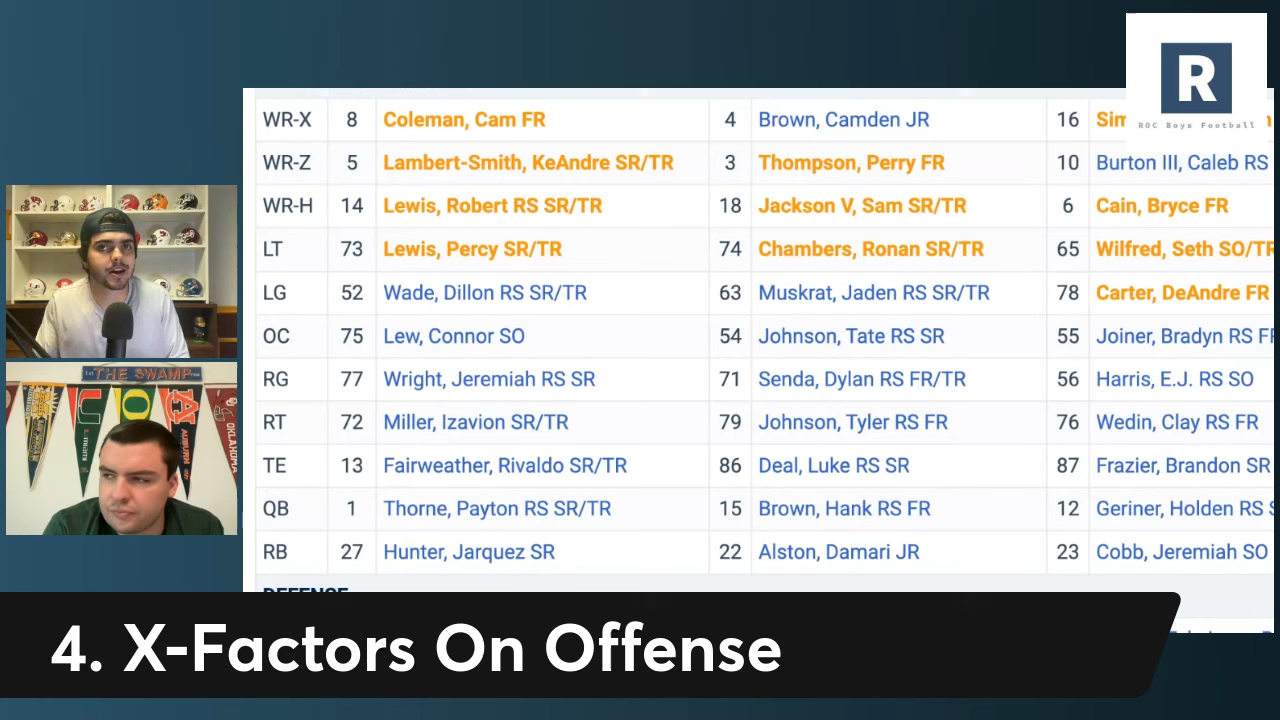 R
ROC Boys Football
WR-X 8 Coleman, Cam FR 4 Brown, Camden JR 16
WR-Z 5 Lambert-Smith, KeAndre SR/TR 3 Thompson, Perry FR 10 Burton III, Caleb RS
WR-H 14 Lewis, Robert RS SR/TR 18 Jackson V, Sam SR/TR 6 Cain, Bryce FR
LT 73 Lewis, Percy SR/TR 74 Chambers, Ronan SR/TR 65 Wilfred, Seth SO/TR
LG 52 Wade, Dillon RS SR/TR 63 Muskrat, Jaden RS SR/TR 78 Carter, DeAndre FR
OC 75 Lew, Connor SO 54 Johnson, Tate RS SR 55 Joiner, Bradyn RS
RG 77 Wright, Jeremiah RS SR 71 Senda, Dylan RS FR/TR 56 Harris, E.J. RS SO
RT 72 Miller, Izavion SR/TR 79 Johnson, Tyler RS FR 76 Wedin, Clay RS FR
TE 13 Fairweather, Rivaldo SR/TR 86 Deal, Luke RS SR 87 Frazier, Brandon SR
QB 1 Thorne, Payton RS SR/TR 15 Brown, Hank RS FR 12 Geriner, Holden RS
RB 27 Hunter, Jarquez SR 22 Alston, Damari JR 23 Cobb, Jeremiah SO
DEFENSE
THE SWAMP
U
O
AUBURN
OKLAHOMA
4. X-Factors On Offense